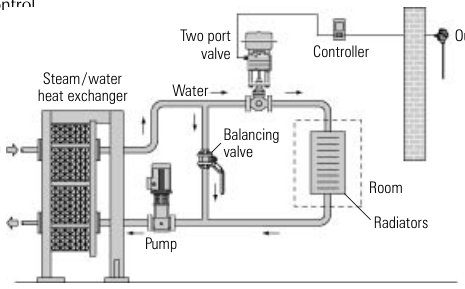 Two port
valve
Controller
Steam/water
heat exchanger
Water
Balancing
valve
Room
Radiators
Pump